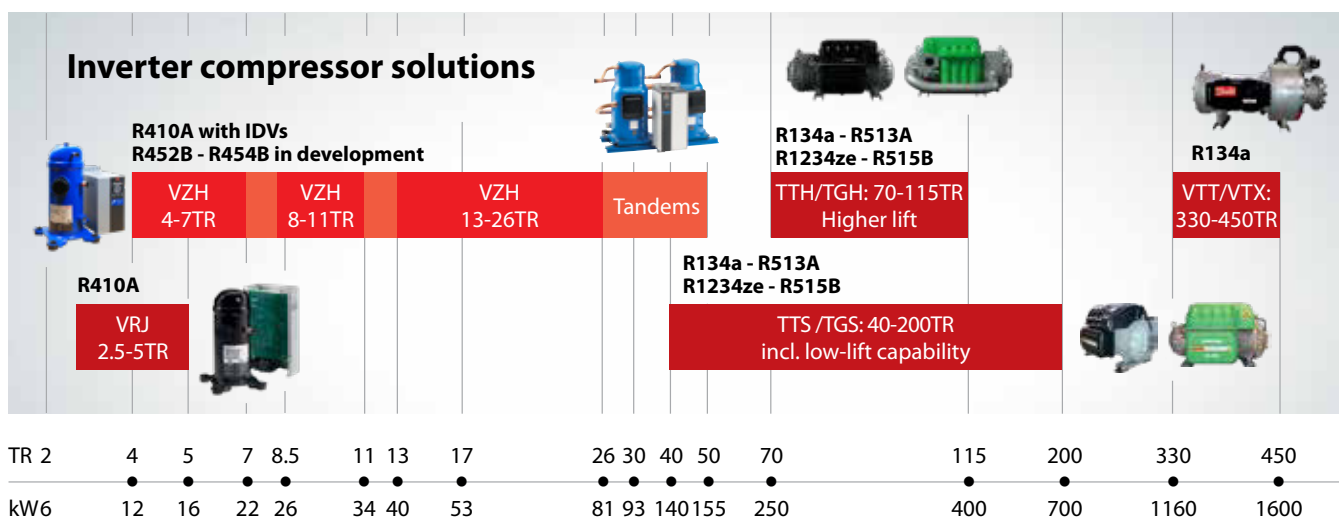 Inverter compressor solutions
R410A with IDVs
R452B - R454B in development
VZH
4-7TR
VZH
8-11TR
VZH
13-26TR
Tandems
R134a - R513A
R1234ze - R515B
TTH/TGH: 70-115TR
Higher lift
R134a
VTT/VTX:
330-450TR
R410A
VRJ
2.5-5TR
R134a - R513A
R1234ze - R515B
TTS /TGS: 40-200TR
incl. low-lift capability
TR 2 4 5 7 8.5 11 13 17 26 30 40 50 70 115 200 330 450
kW6 12 16 22 26 34 40 53 81 93 140 155 250 400 700 1160 1600